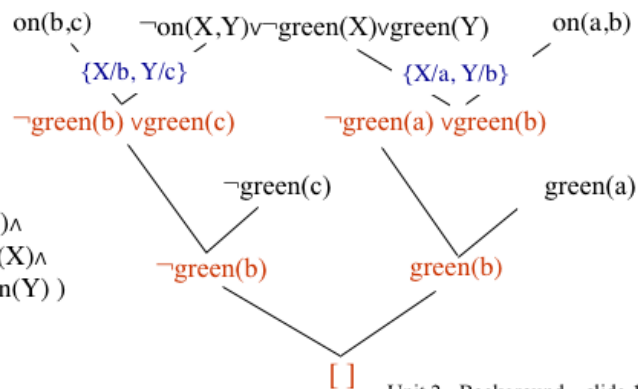 on(b,c) ¬on(X,Y)∨¬green(X)∨green(Y) on(a,b)
{X/b, Y/c} {X/a, Y/b}
¬green(b) ∨green(c) ¬green(a) ∨green(b)
¬green(c) green(a)
)∧
(X)∧
¬green(b) green(b)
n(Y) )
[ ]